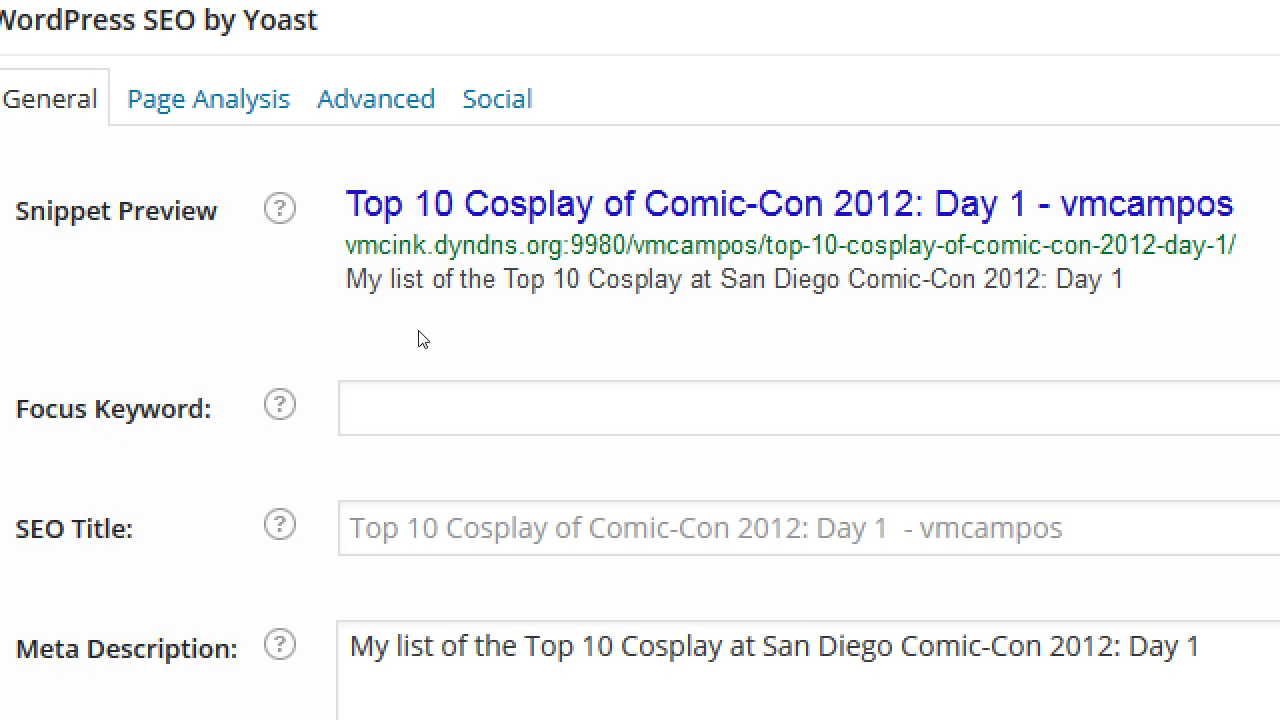 WordPress SEO by Yoast
General Page Analysis Advanced Social
Snippet Preview ? Top 10 Cosplay of Comic-Con 2012: Day 1 - vmcampos
vmcink.dyndns.org:9980/vmcampos/top-10-cosplay-of-comic-con-2012-day-1/
My list of the Top 10 Cosplay at San Diego Comic-Con 2012: Day 1
Focus Keyword: ?
SEO Title: ? Top 10 Cosplay of Comic-Con 2012: Day 1 - vmcampos
Meta Description: ? My list of the Top 10 Cosplay at San Diego Comic-Con 2012: Day 1